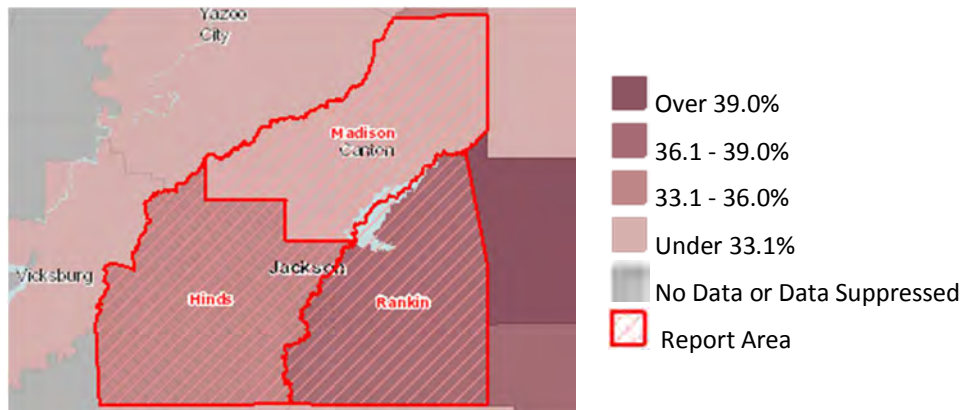 Yazoo
City
Madison
Canton
Vicksburg
Jackson
Hinds
Rankin
Over 39.0%
36.1 - 39.0%
33.1 - 36.0%
Under 33.1%
No Data or Data Suppressed
Report Area